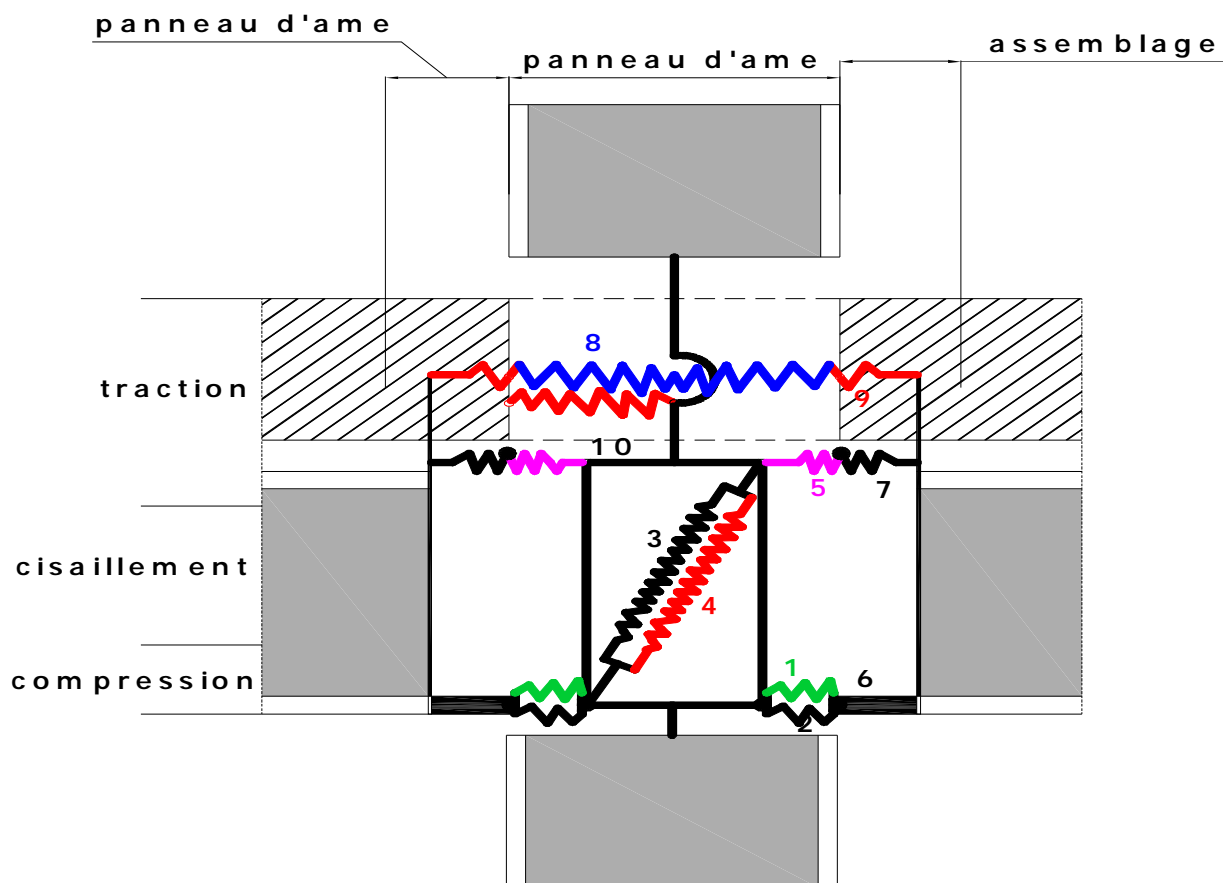 panneau d'ame
assemblage
panneau d'ame
8
traction
9
10
5
7
3
cisaillement
4
1
6
compression
2